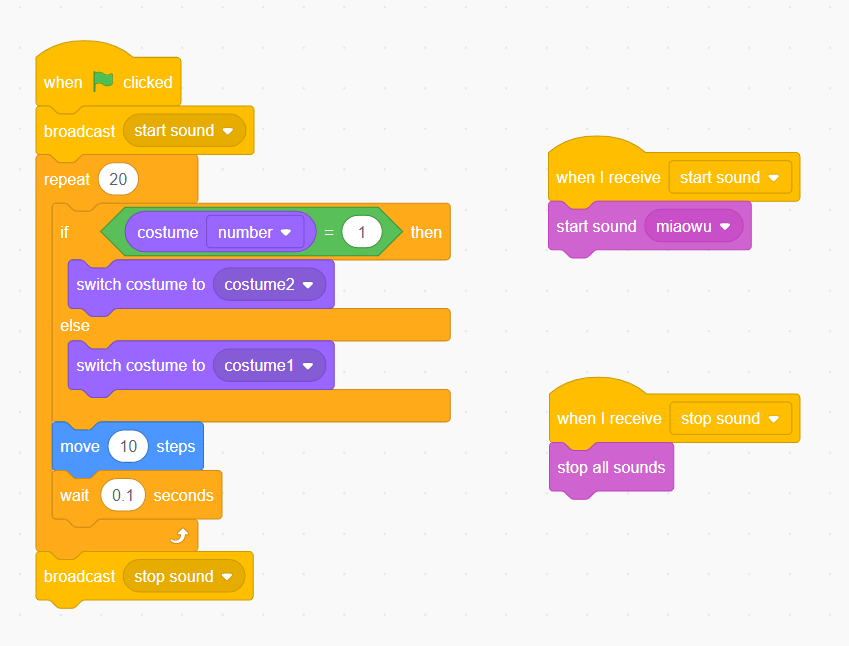 when clicked
broadcast start sound
repeat 20
if costume number = 1 then
switch costume to costume2
else
switch costume to costume1
move 10 steps
wait 0.1 seconds
broadcast stop sound
when I receive start sound
start sound miaowu
when I receive stop sound
stop all sounds